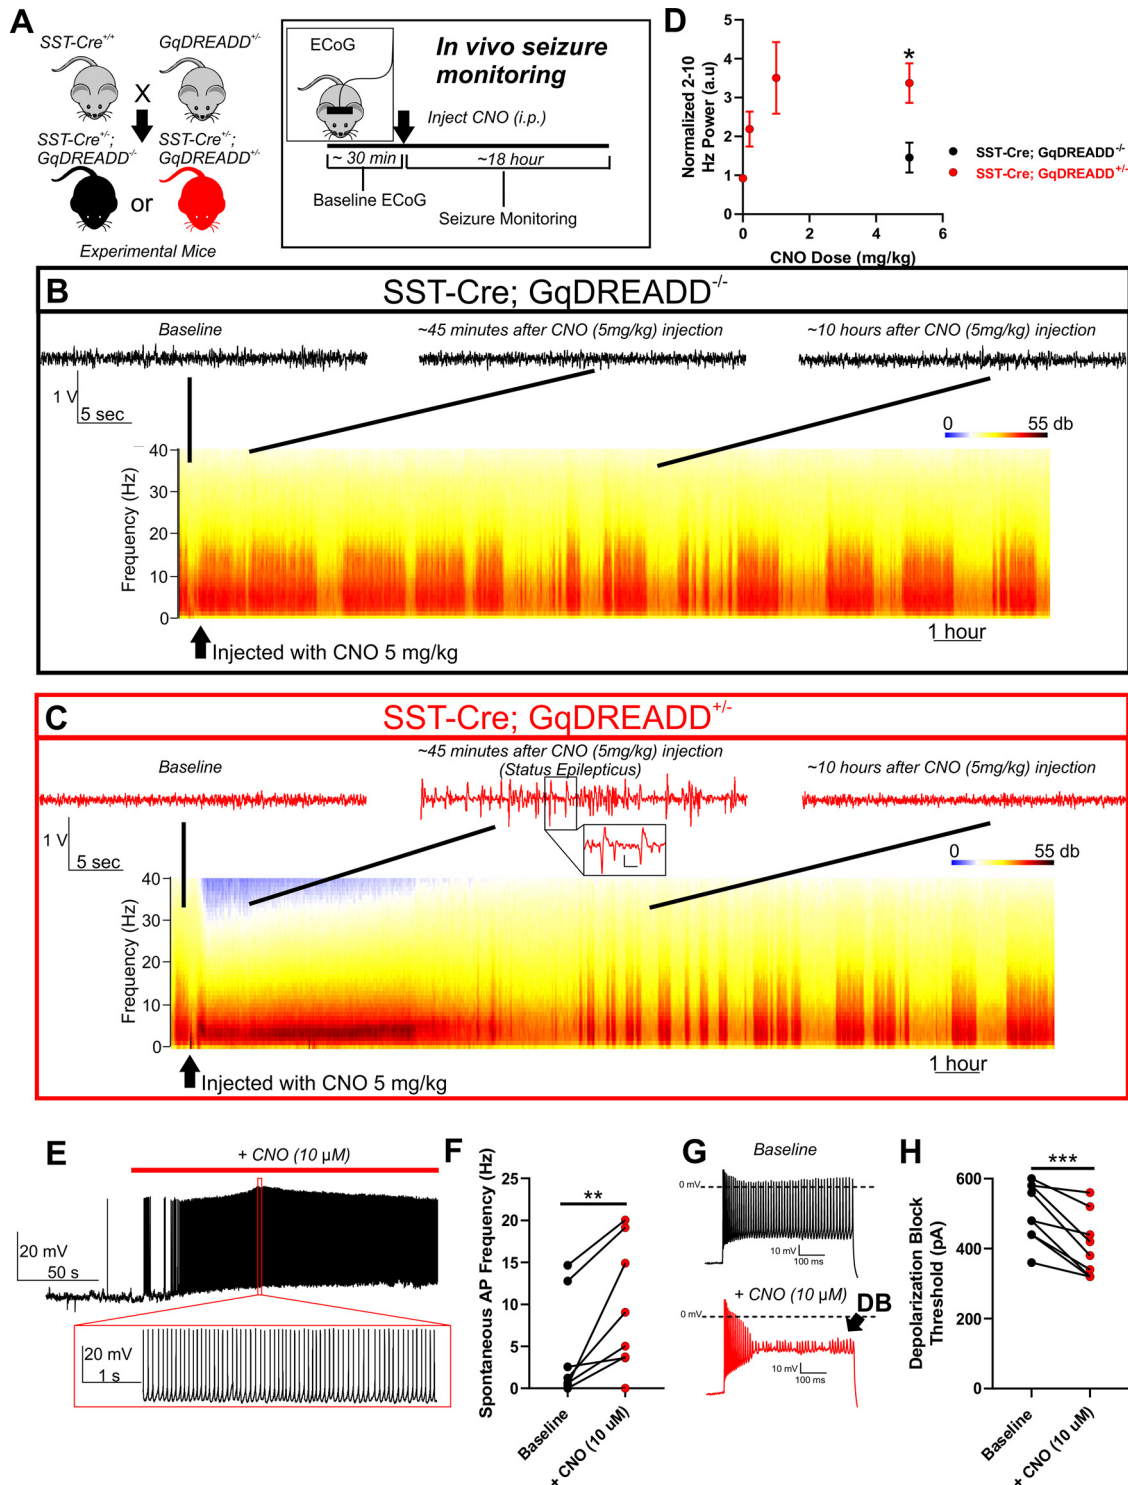 A
SST-Cre+/+
GqDREADD+/-
X
SST-Cre+/-;
GqDREADD-/-
SST-Cre+/-;
GqDREADD+/-
or
Experimental Mice
ECoG
In vivo seizure
monitoring
Inject CNO (i.p.)
~ 30 min
~18 hour
Baseline ECoG
Seizure Monitoring
D
Normalized 2-10
Hz Power (a.u)
5
4
3
2
1
0
*
0 2 4 6
CNO Dose (mg/kg)
SST-Cre; GqDREADD-/-
SST-Cre; GqDREADD+/-
B
SST-Cre; GqDREADD-/-
Baseline
~45 minutes after CNO (5mg/kg) injection
~10 hours after CNO (5mg/kg) injection
1 V
5 sec
0 55 db
Frequency (Hz)
40
30
20
10
0
1 hour
Injected with CNO 5 mg/kg
C
SST-Cre; GqDREADD+/-
Baseline
~45 minutes after CNO (5mg/kg) injection
(Status Epilepticus)
~10 hours after CNO (5mg/kg) injection
1 V
5 sec
0 55 db
Frequency (Hz)
40
30
20
10
0
1 hour
Injected with CNO 5 mg/kg
E
+ CNO (10 µM)
20 mV
50 s
20 mV
1 s
F
Spontaneous AP Frequency (Hz)
25
20
15
10
5
0
**
Baseline
+ CNO (10 uM)
G
Baseline
0 mV
10 mV
100 ms
+ CNO (10 µM)
DB
0 mV
10 mV
100 ms
H
Depolarization Block
Threshold (pA)
600
400
200
0
***
Baseline
+ CNO (10 uM)